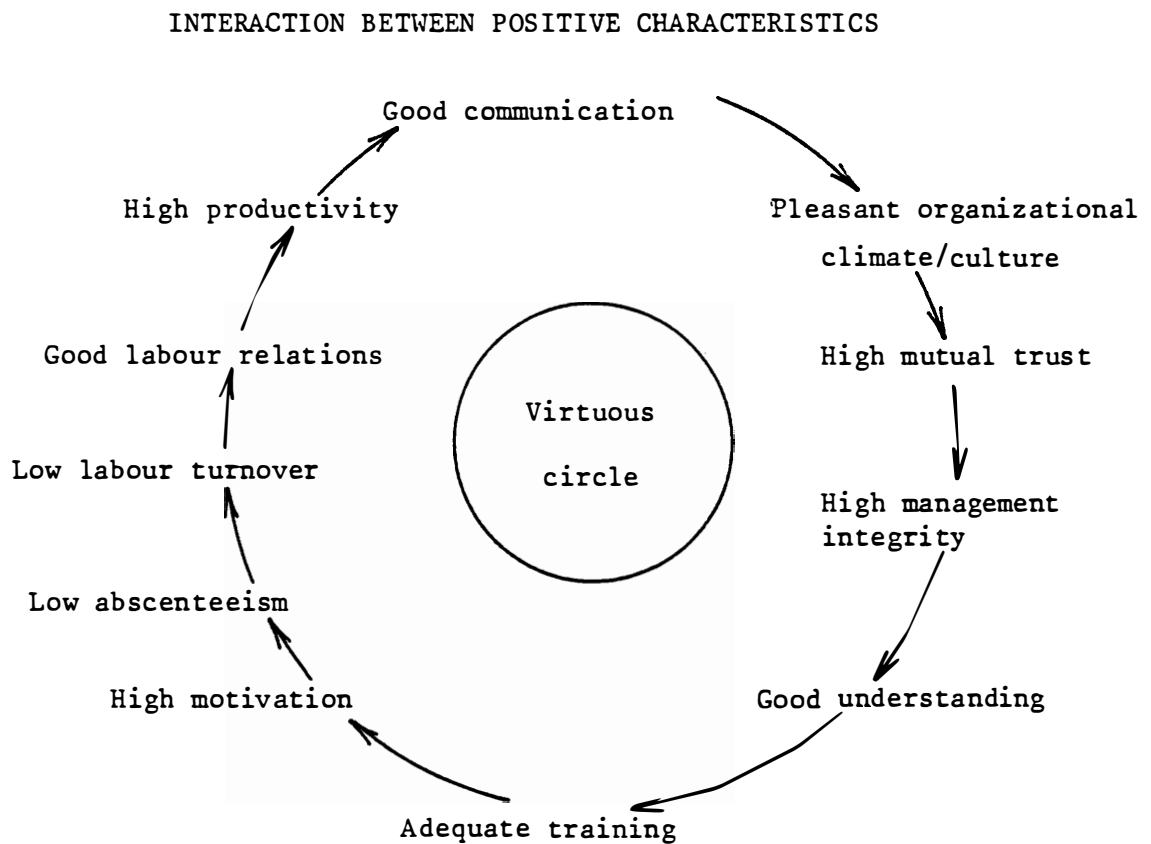 INTERACTION BETWEEN POSITIVE CHARACTERISTICS
Good communication
Pleasant organizational
climate/culture
High mutual trust
High management
integrity
Good understanding
Adequate training
High motivation
Low abscenteeism
Low labour turnover
Good labour relations
High productivity
Virtuous
circle